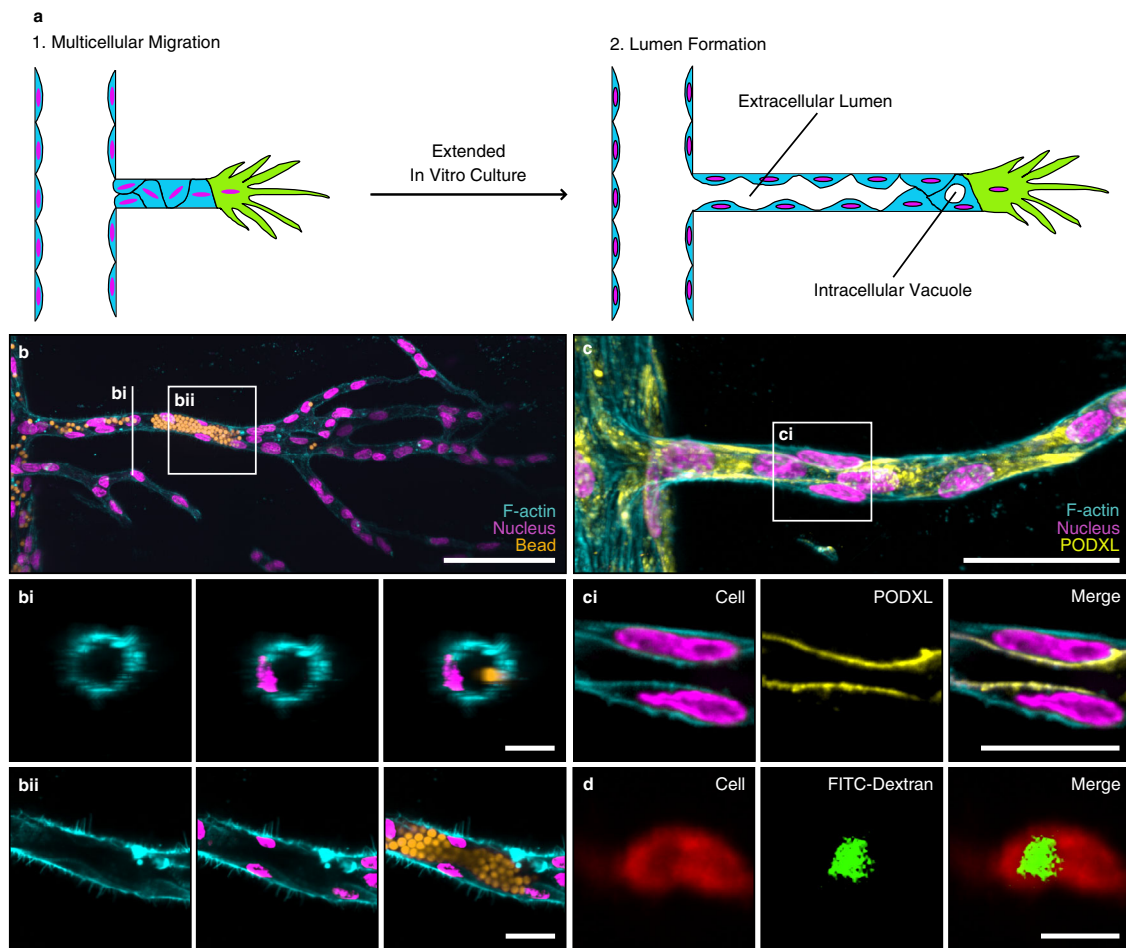 a
1. Multicellular Migration
2. Lumen Formation
Extracellular Lumen
Extended
In Vitro Culture
Intracellular Vacuole
b
bi
bii
F-actin
Nucleus
Bead
c
ci
F-actin
Nucleus
PODXL
bi
ci
Cell
PODXL
Merge
bii
d
Cell
FITC-Dextran
Merge